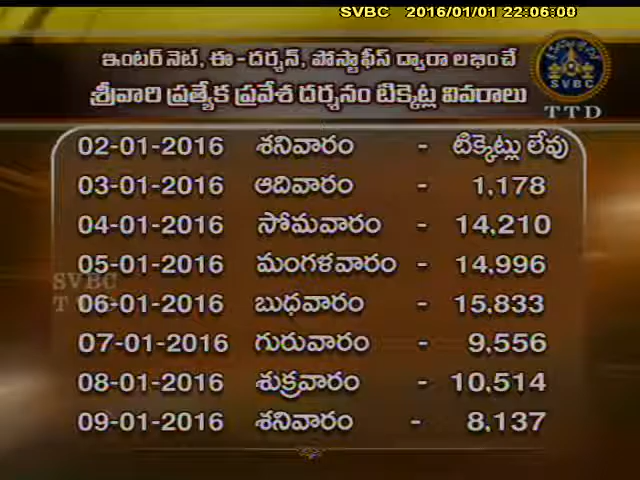 SVBC 2016/01/01 22:06:00
ఇంటర్ నెట్, ఈ - దర్శన్, పోస్టాఫీస్ ద్వారా లభించే
శ్రీవారి ప్రత్యేక ప్రవేశ దర్శనం టిక్కెట్ల వివరాలు
SVBC
TTD
02-01-2016 శనివారం - టిక్కెట్లు లేవు
03-01-2016 ఆదివారం - 1,178
04-01-2016 సోమవారం - 14,210
05-01-2016 మంగళవారం - 14,996
SVBC
TTD
06-01-2016 బుధవారం - 15,833
07-01-2016 గురువారం - 9,556
08-01-2016 శుక్రవారం - 10,514
09-01-2016 శనివారం - 8,137